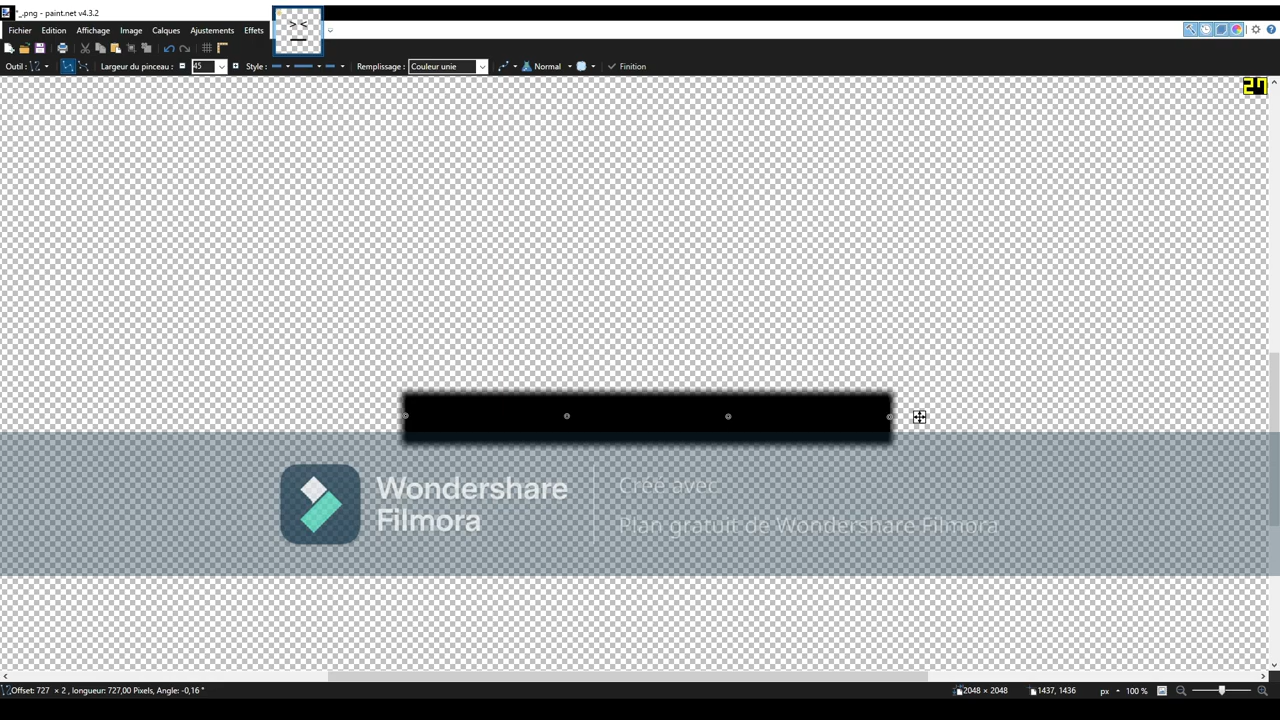 *_.png - paint.net v4.3.2
Fichier Edition Affichage Image Calques Ajustements Effets
Outil : Largeur du pinceau : 45 Style : Remplissage : Couleur unie Normal Finition
27
Wondershare
Filmora
Créé avec
Plan gratuit de Wondershare Filmora
Offset: 727 × 2, longueur: 727,00 Pixels, Angle: -0,16 ° 2048 × 2048 1437, 1436 px 100 %